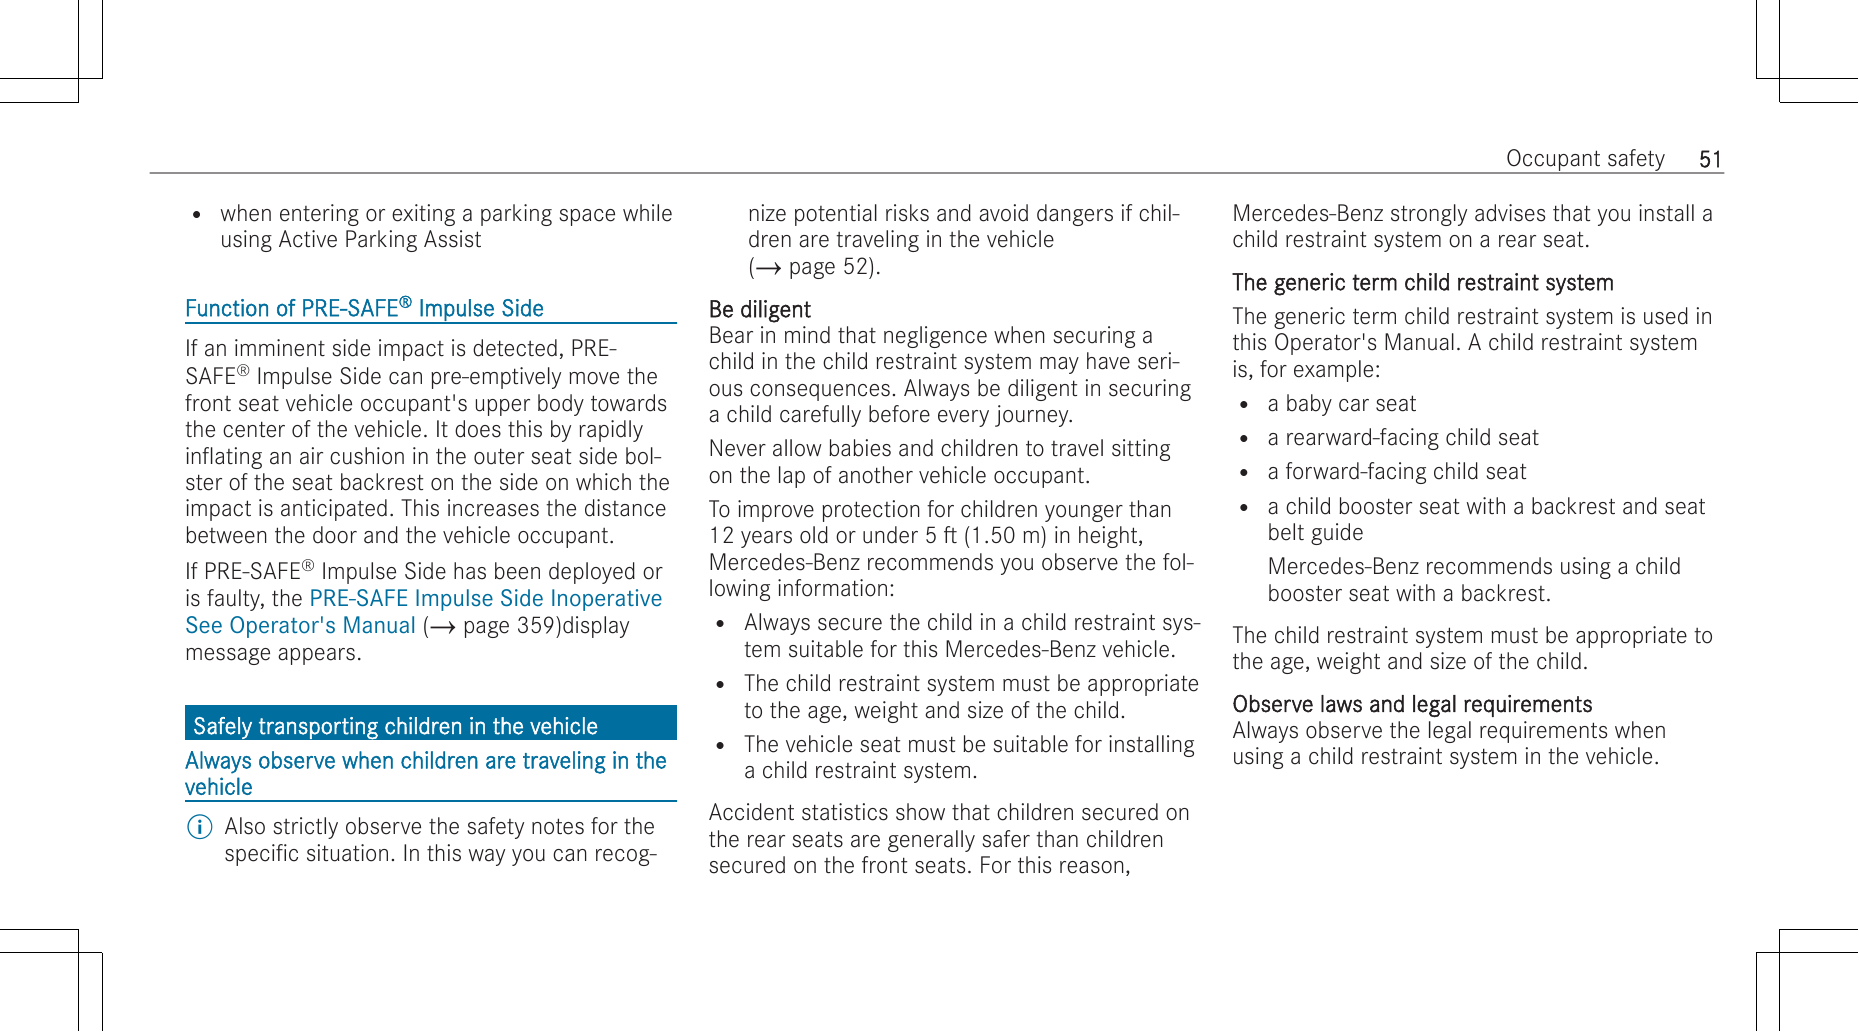 Occupant safety 51
• when entering or exiting a parking space while
using Active Parking Assist
Function of PRE-SAFE® Impulse Side
If an imminent side impact is detected, PRE-
SAFE® Impulse Side can pre-emptively move the
front seat vehicle occupant's upper body towards
the center of the vehicle. It does this by rapidly
inflating an air cushion in the outer seat side bol-
ster of the seat backrest on the side on which the
impact is anticipated. This increases the distance
between the door and the vehicle occupant.
If PRE-SAFE® Impulse Side has been deployed or
is faulty, the PRE-SAFE Impulse Side Inoperative
See Operator's Manual (→ page 359)display
message appears.
Safely transporting children in the vehicle
Always observe when children are traveling in the
vehicle
i Also strictly observe the safety notes for the
specific situation. In this way you can recog-
nize potential risks and avoid dangers if chil-
dren are traveling in the vehicle
(→ page 52).
Be diligent
Bear in mind that negligence when securing a
child in the child restraint system may have seri-
ous consequences. Always be diligent in securing
a child carefully before every journey.
Never allow babies and children to travel sitting
on the lap of another vehicle occupant.
To improve protection for children younger than
12 years old or under 5 ft (1.50 m) in height,
Mercedes-Benz recommends you observe the fol-
lowing information:
• Always secure the child in a child restraint sys-
tem suitable for this Mercedes-Benz vehicle.
• The child restraint system must be appropriate
to the age, weight and size of the child.
• The vehicle seat must be suitable for installing
a child restraint system.
Accident statistics show that children secured on
the rear seats are generally safer than children
secured on the front seats. For this reason,
Mercedes-Benz strongly advises that you install a
child restraint system on a rear seat.
The generic term child restraint system
The generic term child restraint system is used in
this Operator's Manual. A child restraint system
is, for example:
• a baby car seat
• a rearward-facing child seat
• a forward-facing child seat
• a child booster seat with a backrest and seat
belt guide
Mercedes-Benz recommends using a child
booster seat with a backrest.
The child restraint system must be appropriate to
the age, weight and size of the child.
Observe laws and legal requirements
Always observe the legal requirements when
using a child restraint system in the vehicle.